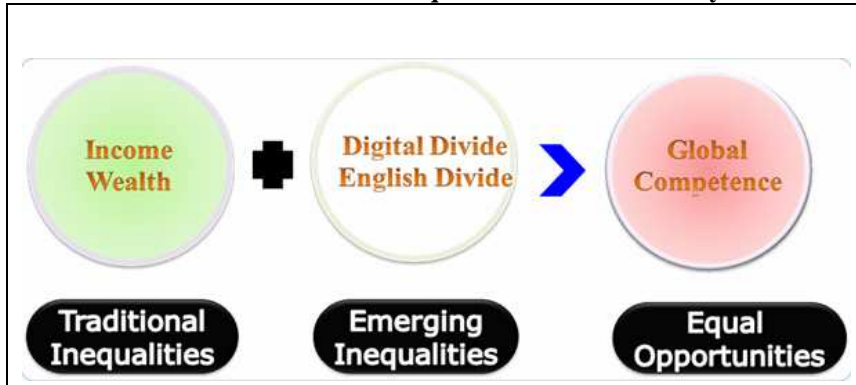 Income
Wealth
Digital Divide
English Divide
Global
Competence
Traditional
Inequalities
Emerging
Inequalities
Equal
Opportunities